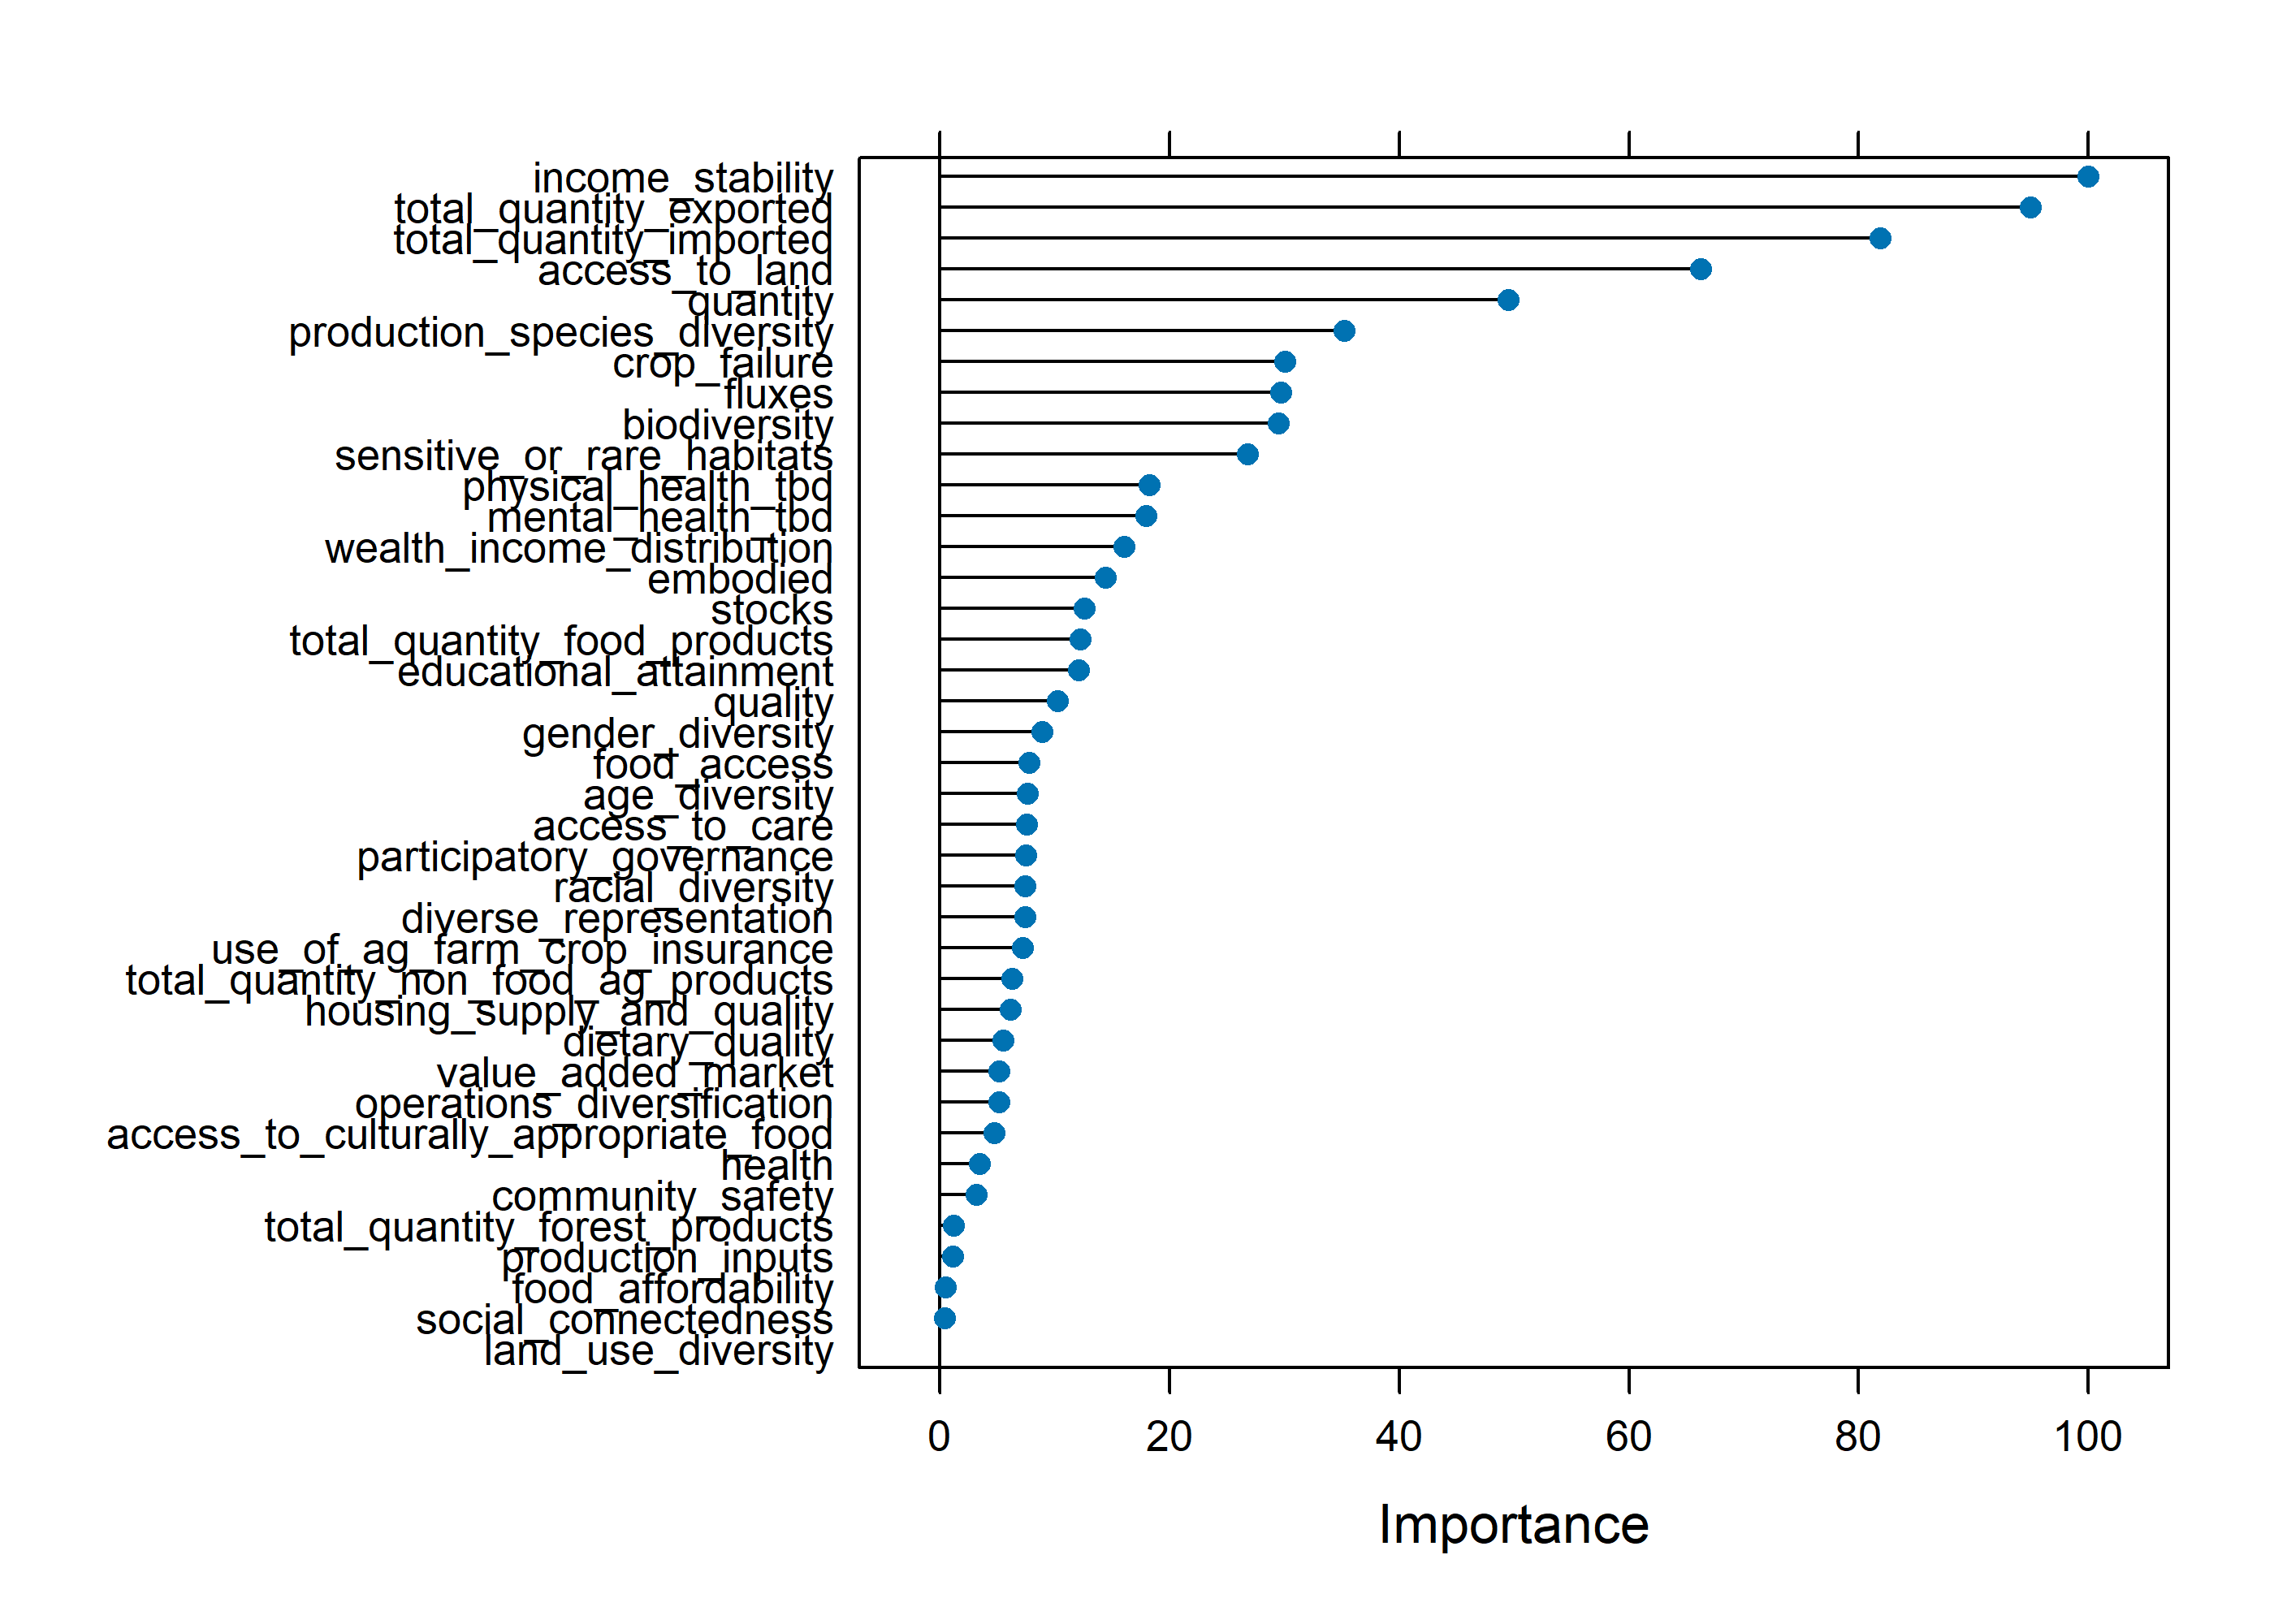 income_stability
total_quantity_exported
total_quantity_imported
access_to_land
quantity
production_species_diversity
crop_failure
fluxes
biodiversity
sensitive_or_rare_habitats
physical_health_tbd
mental_health_tbd
wealth_income_distribution
embodied
stocks
total_quantity_food_products
educational_attainment
quality
gender_diversity
food_access
age_diversity
access_to_care
participatory_governance
racial_diversity
diverse_representation
use_of_ag_farm_crop_insurance
total_quantity_non_food_ag_products
housing_supply_and_quality
dietary_quality
value_added_market
operations_diversification
access_to_culturally_appropriate_food
health
community_safety
total_quantity_forest_products
production_inputs
food_affordability
social_connectedness
land_use_diversity
0 20 40 60 80 100
Importance